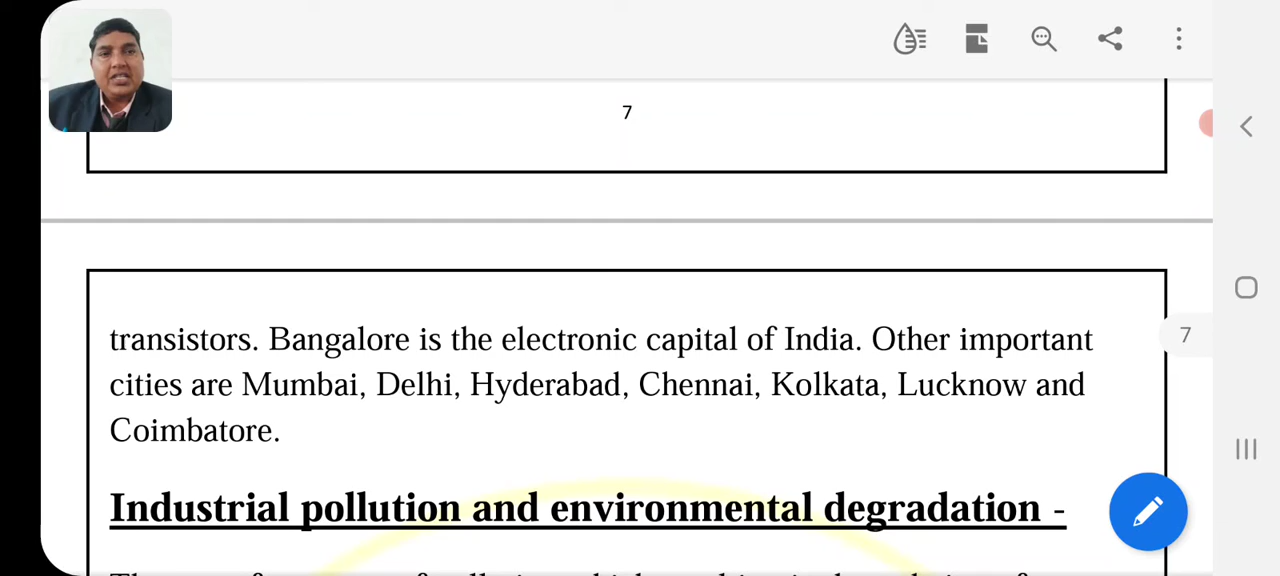 7
transistors. Bangalore is the electronic capital of India. Other important
7
cities are Mumbai, Delhi, Hyderabad, Chennai, Kolkata, Lucknow and
Coimbatore.
Industrial pollution and environmental degradation -